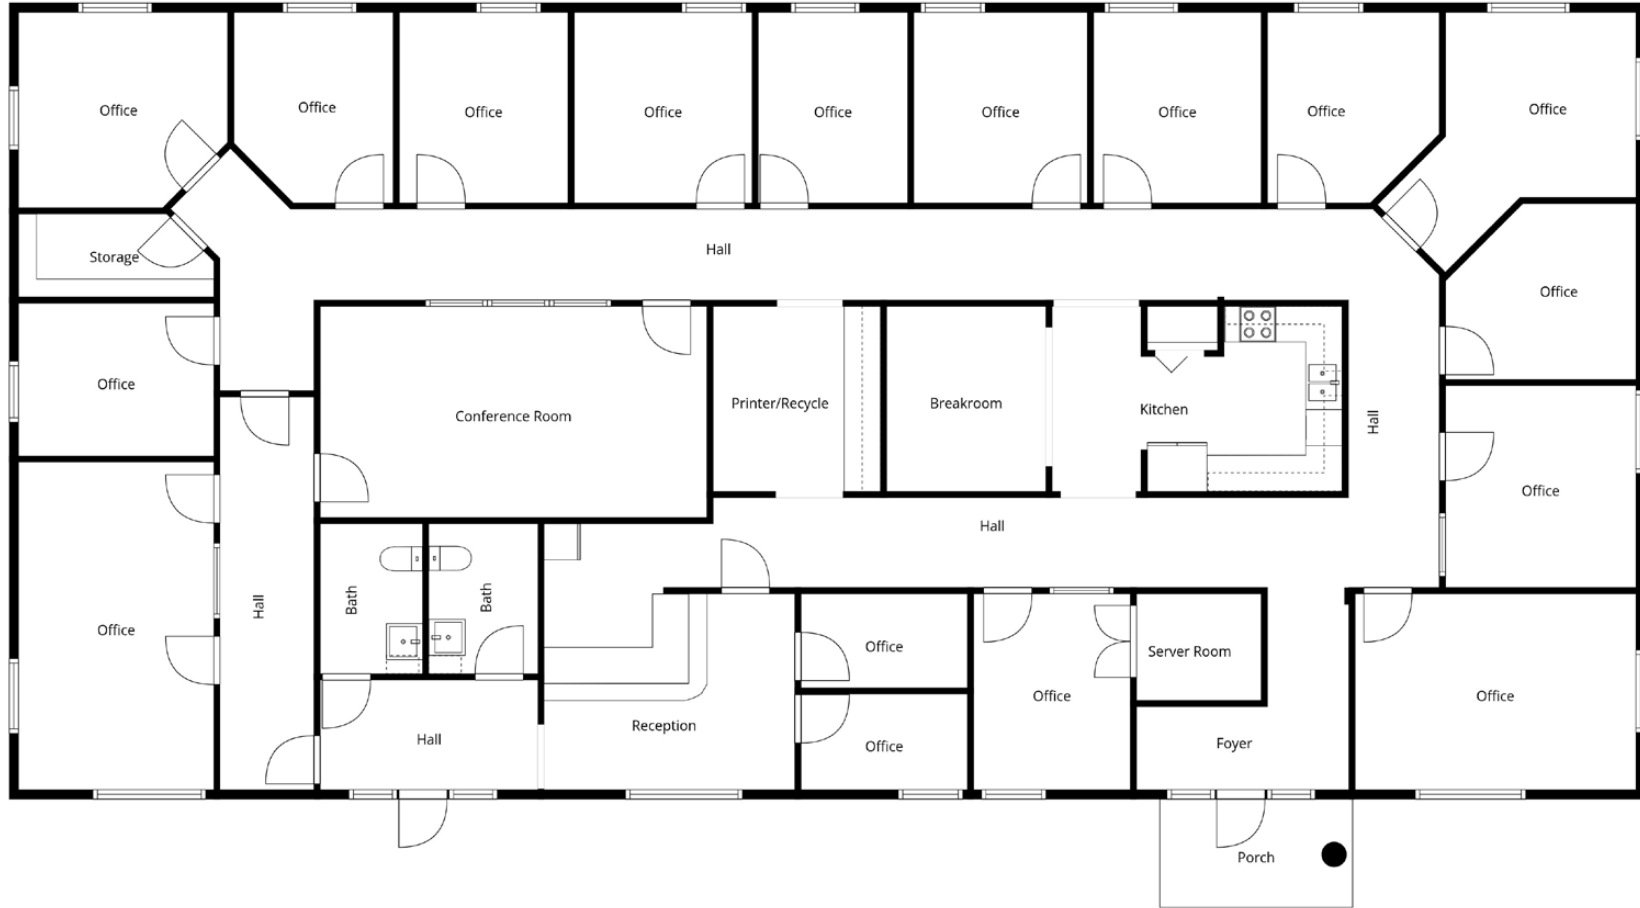 Office
Office
Office
Office
Office
Office
Office
Office
Office
Storage
Hall
Office
Office
Conference Room
Printer/Recycle
Breakroom
Kitchen
Hall
Office
Hall
Office
Hall
Bath
Bath
Reception
Hall
Office
Office
Office
Server Room
Foyer
Office
Porch